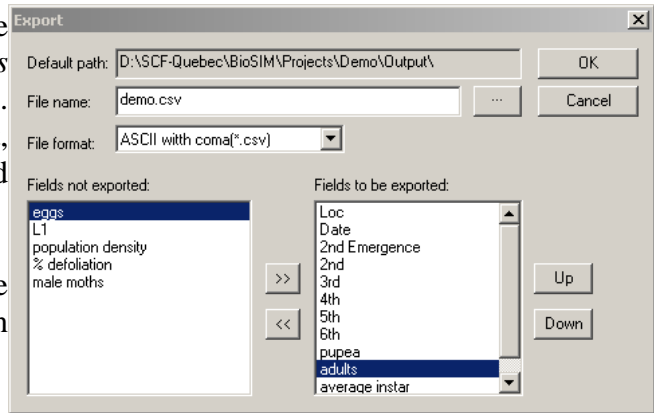 Export
Default path: D:\SCF-Quebec\BioSIM\Projects\Demo\Output\
OK
File name: demo.csv
...
Cancel
File format: ASCII witth coma(*.csv)
Fields not exported:
eggs
L1
population density
% defoliation
male moths
>>
<<
Fields to be exported:
Loc
Date
2nd Emergence
2nd
3rd
4th
5th
6th
pupea
adults
average instar
Up
Down